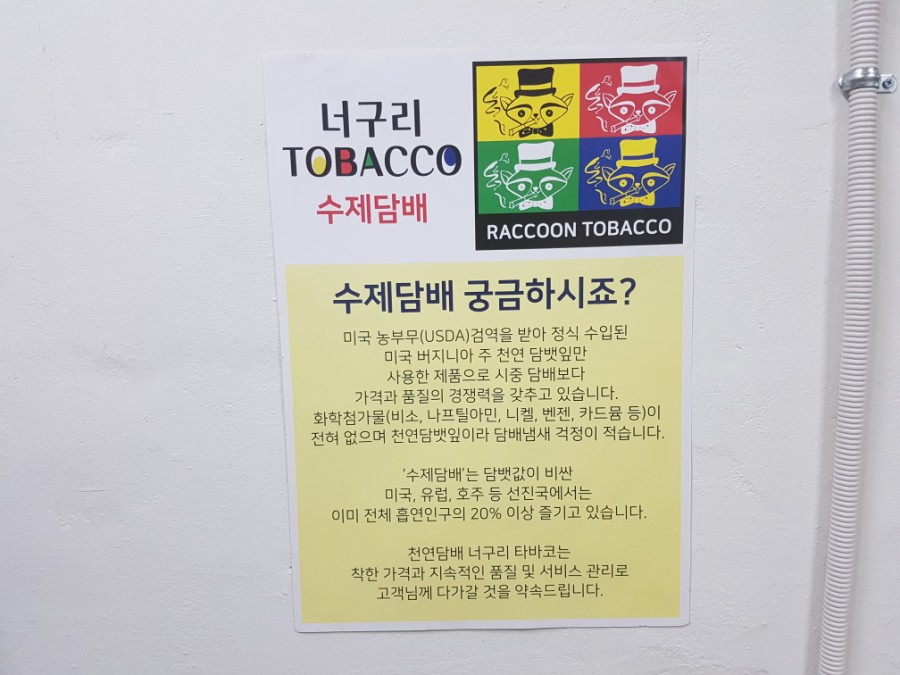 너구리
TOBACCO
수제담배
RACCOON TOBACCO
수제담배 궁금하시죠?
미국 농부무(USDA)검역을 받아 정식 수입된
미국 버지니아 주 천연 담뱃잎만
사용한 제품으로 시중 담배보다
가격과 품질의 경쟁력을 갖추고 있습니다.
화학첨가물(비소, 나프틸아민, 니켈, 벤젠, 카드뮴 등)이
전혀 없으며 천연담뱃잎이라 담배냄새 걱정이 적습니다.
'수제담배'는 담뱃값이 비싼
미국, 유럽, 호주 등 선진국에서는
이미 전체 흡연인구의 20% 이상 즐기고 있습니다.
천연담배 너구리 타바코는
착한 가격과 지속적인 품질 및 서비스 관리로
고객님께 다가갈 것을 약속드립니다.